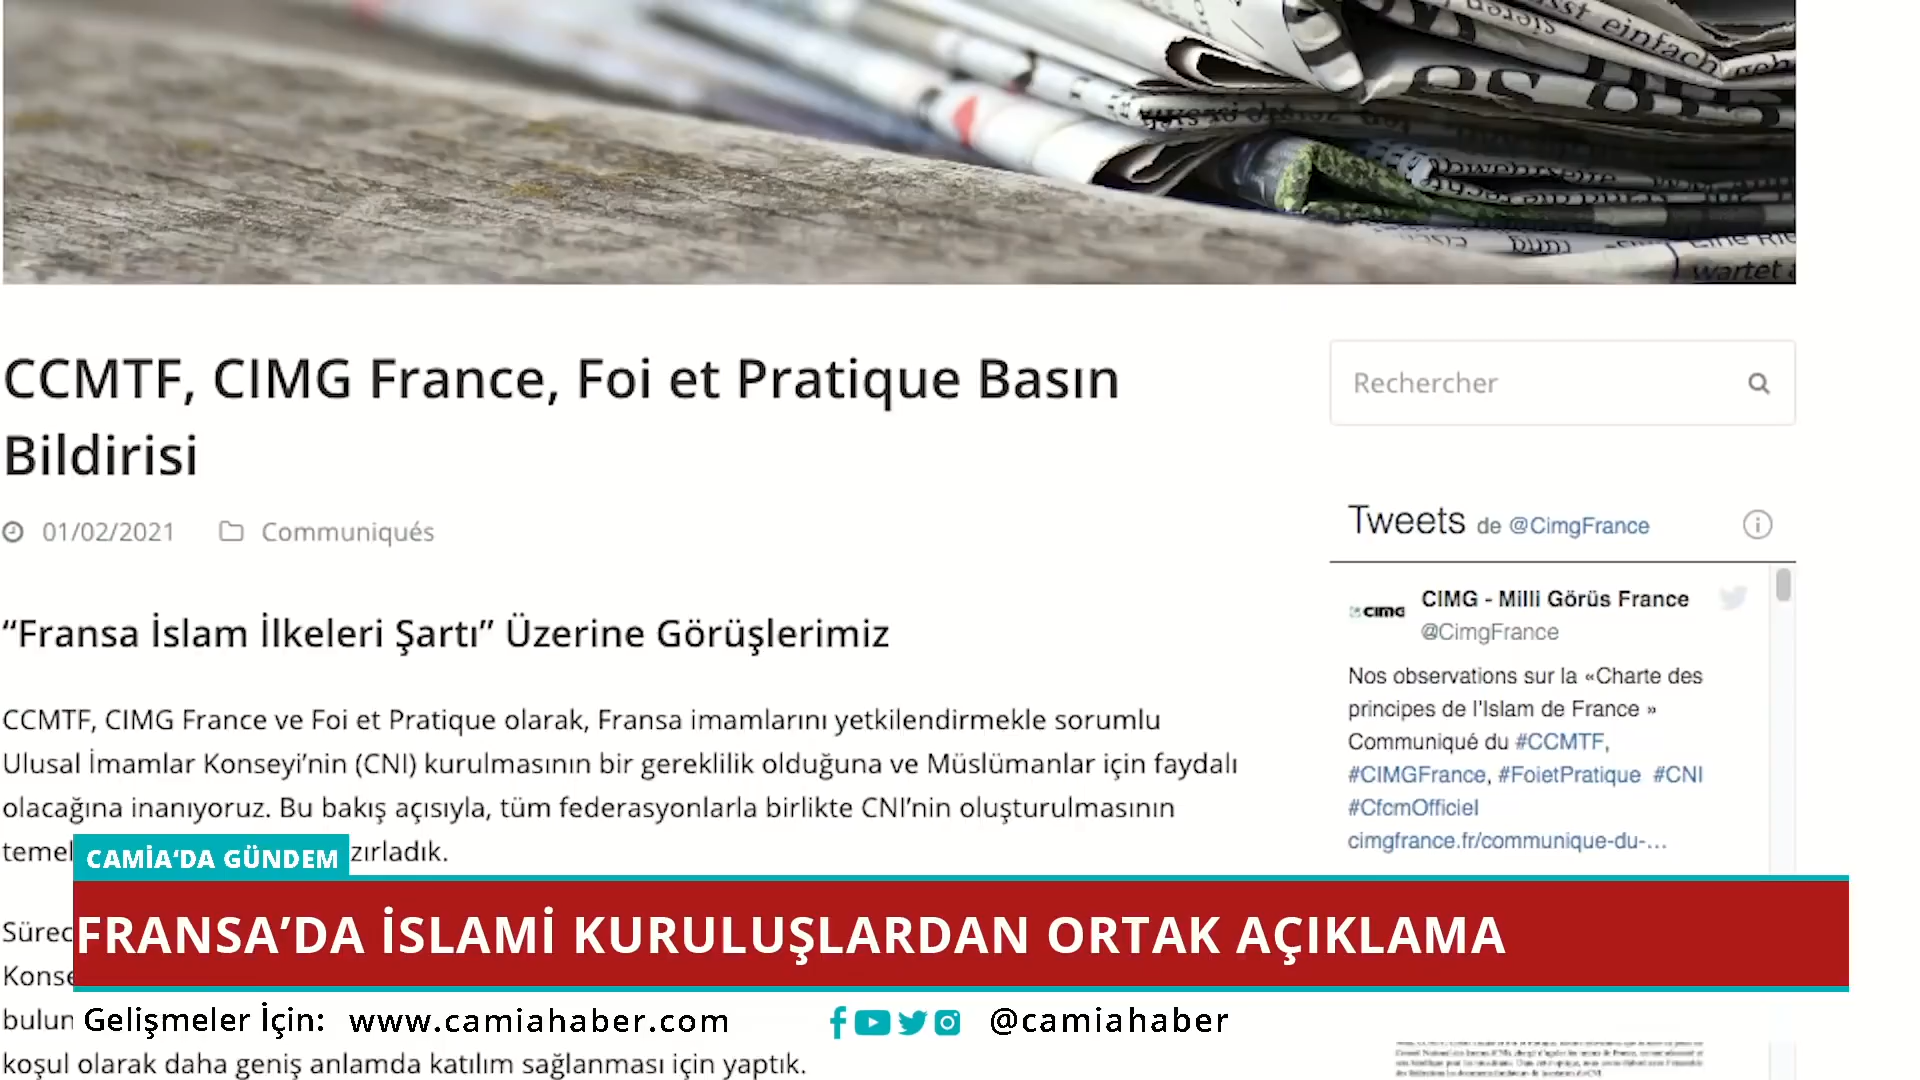 st einfach
wartet
CCMTF, CIMG France, Foi et Pratique Basın
Bildirisi
01/02/2021 Communiqués
“Fransa İslam İlkeleri Şartı” Üzerine Görüşlerimiz
CCMTF, CIMG France ve Foi et Pratique olarak, Fransa imamlarını yetkilendirmekle sorumlu
Ulusal İmamlar Konseyi’nin (CNI) kurulmasının bir gereklilik olduğuna ve Müslümanlar için faydalı
olacağına inanıyoruz. Bu bakış açısıyla, tüm federasyonlarla birlikte CNI’nin oluşturulmasının
temel zırladık.
Süreç
Konse
bulun
koşul olarak daha geniş anlamda katılım sağlanması için yaptık.
Rechercher
Tweets de @CimgFrance
cimg
CIMG - Milli Görüs France
@CimgFrance
Nos observations sur la «Charte des
principes de l'Islam de France »
Communiqué du #CCMTF,
#CIMGFrance, #FoietPratique #CNI
#CfcmOfficiel
cimgfrance.fr/communique-du-…
CAMİA‘DA GÜNDEM
FRANSA’DA İSLAMİ KURULUŞLARDAN ORTAK AÇIKLAMA
Gelişmeler İçin: www.camiahaber.com @camiahaber